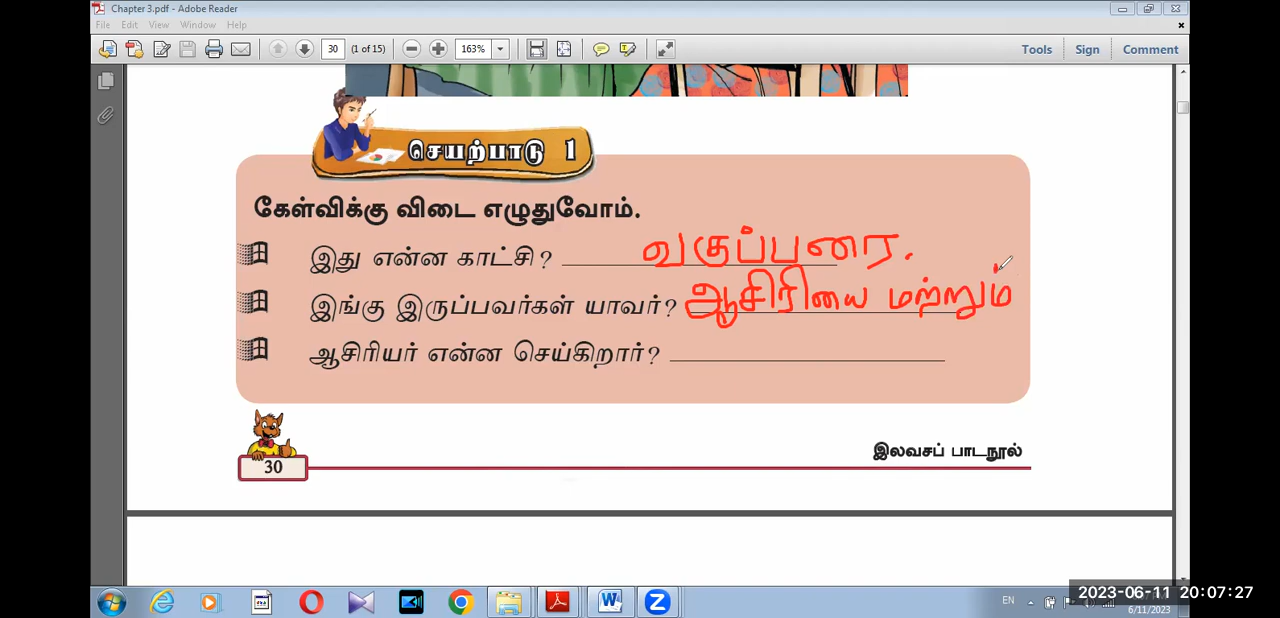 Chapter 3.pdf - Adobe Reader
File Edit View Window Help
30 (1 of 15) 163% Tools Sign Comment
செயற்பாடு 1
கேள்விக்கு விடை எழுதுவோம்.
இது என்ன காட்சி? வகுப்பறை.
இங்கு இருப்பவர்கள் யாவர்? ஆசிரியை மற்றும்
ஆசிரியர் என்ன செய்கிறார்?
30
இலவசப் பாடநூல்
EN
6/11/2023
2023-06-11 20:07:27